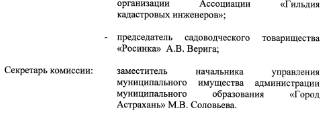 организации Ассоциации «Гильдия
кадастровых инженеров»;
- председатель садоводческого товарищества
«Росинка» А.В. Верига;
Секретарь комиссии: заместитель начальника управления
муниципального имущества администрации
муниципального образования «Город
Астрахань» М.В. Соловьева.